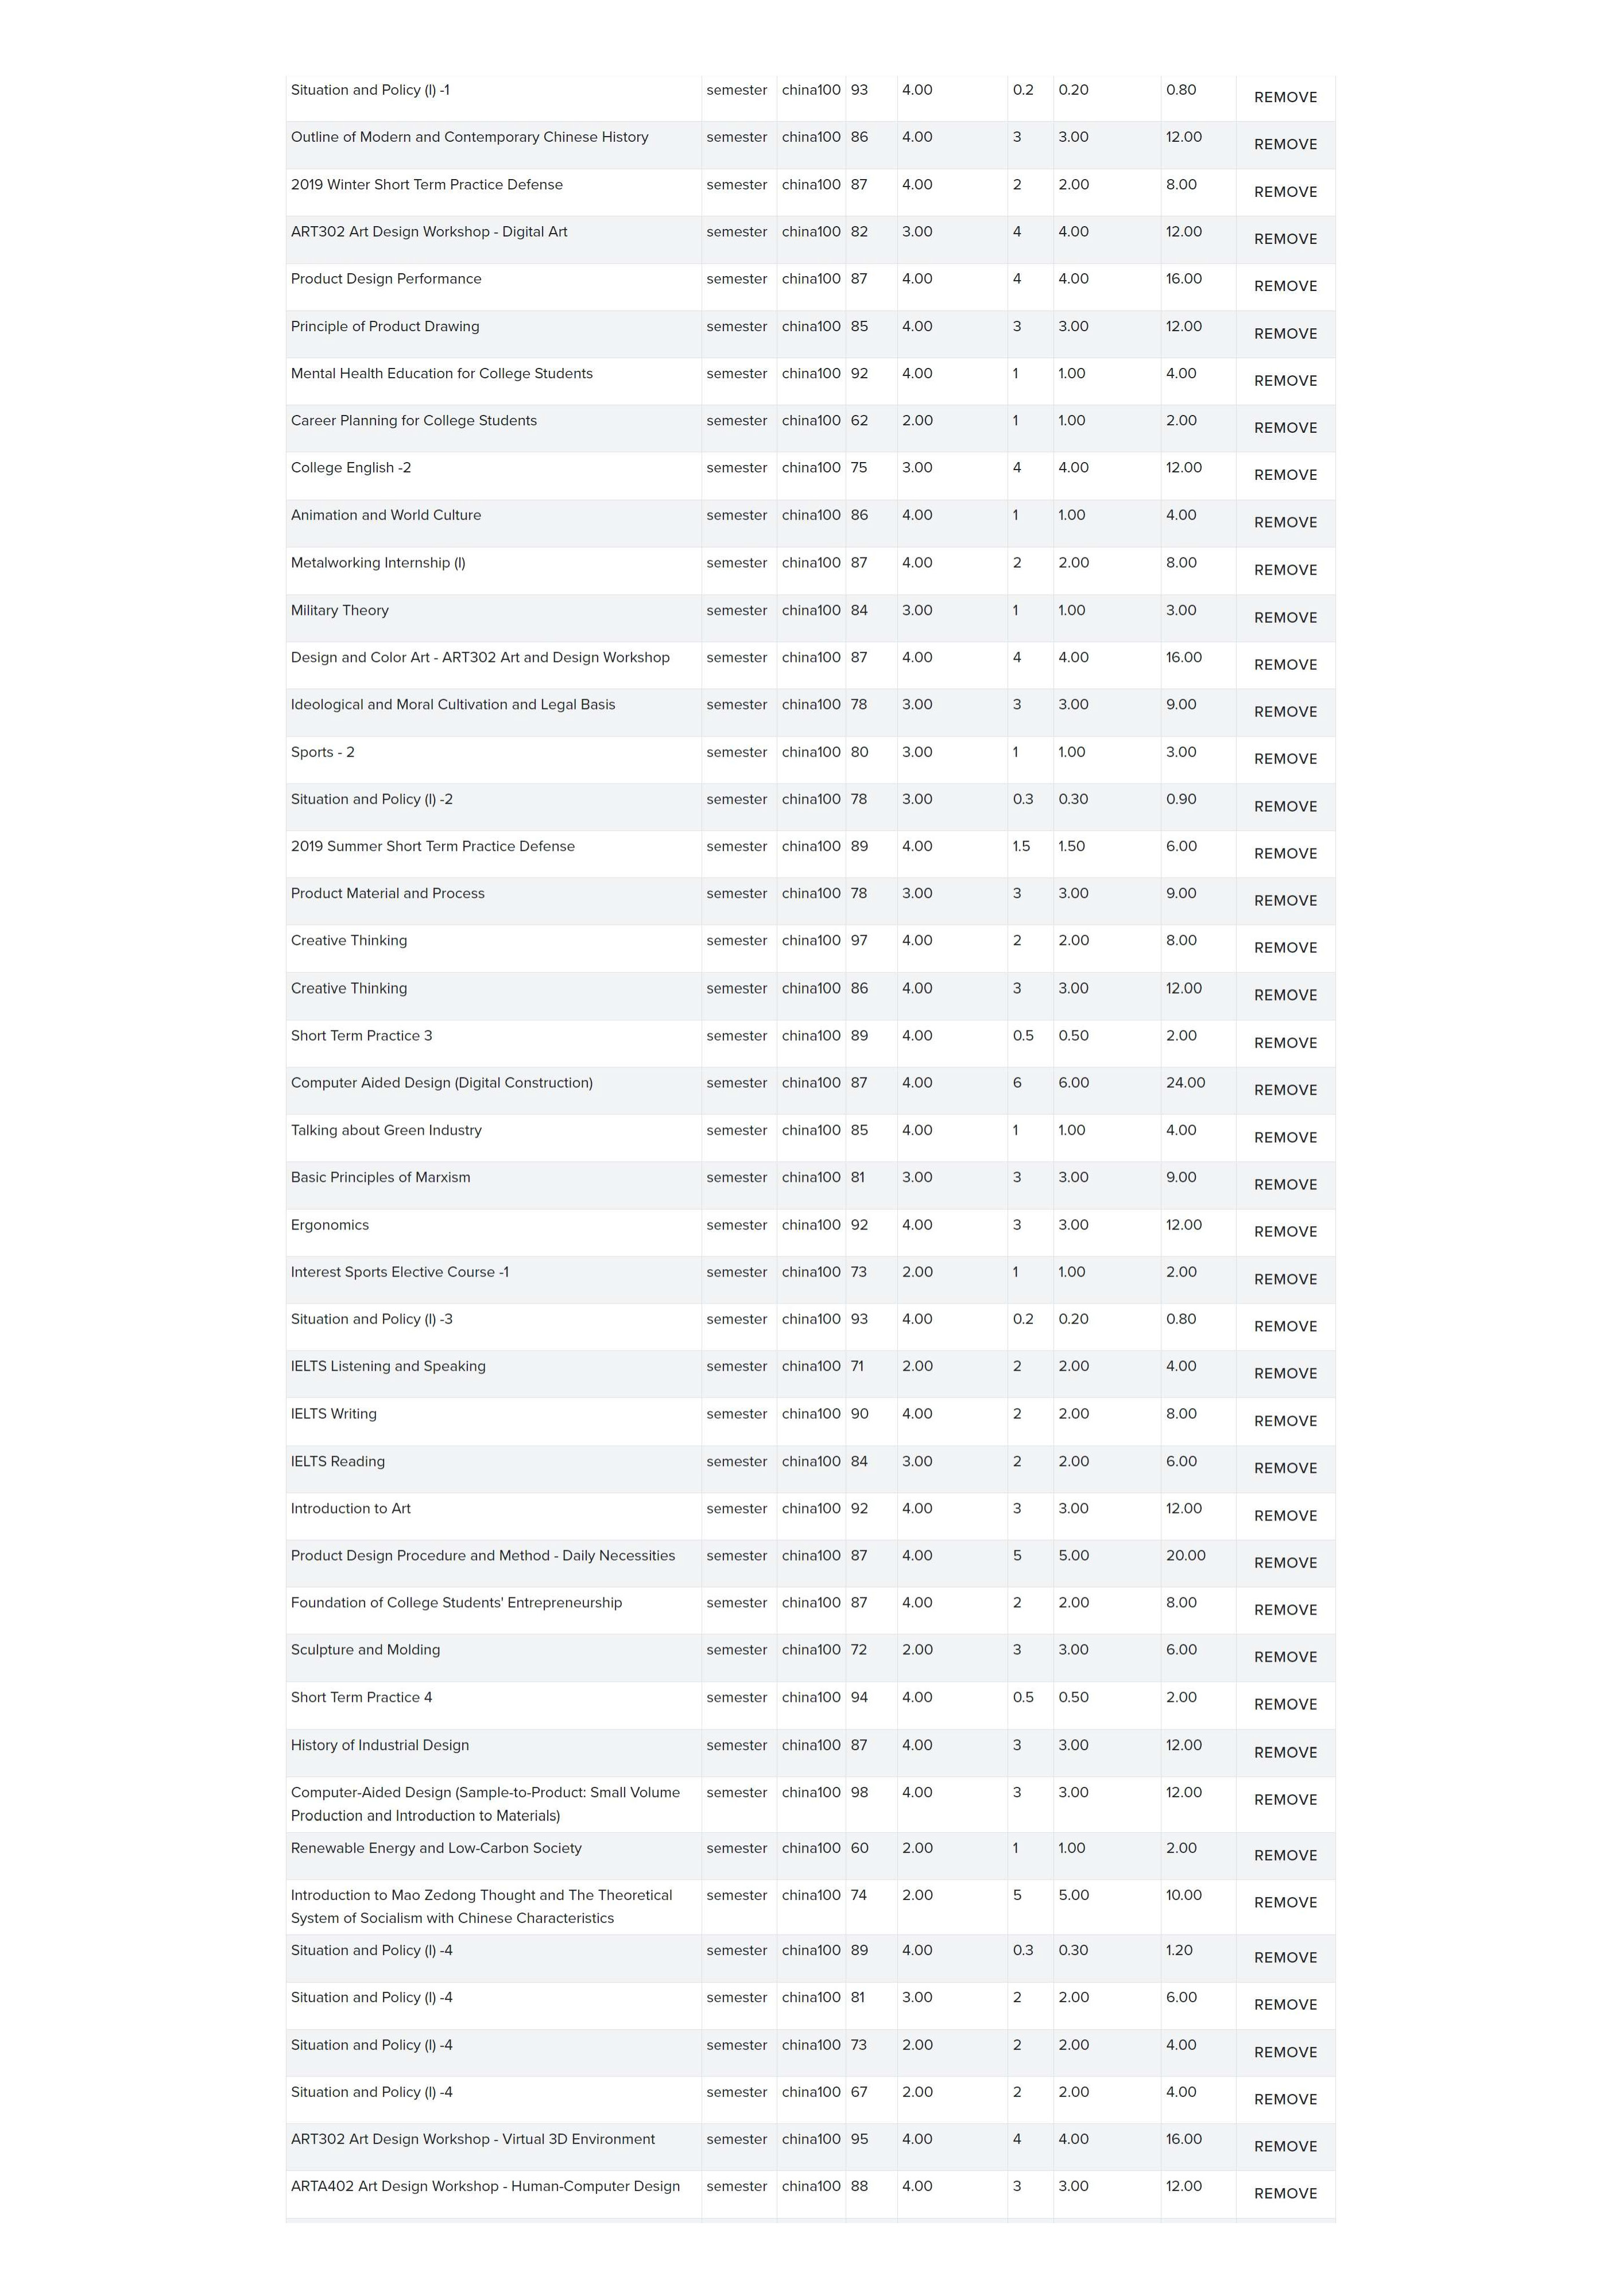 Situation and Policy (I) -1 semester china100 93 4.00 0.2 0.20 0.80 REMOVE
Outline of Modern and Contemporary Chinese History semester china100 86 4.00 3 3.00 12.00 REMOVE
2019 Winter Short Term Practice Defense semester china100 87 4.00 2 2.00 8.00 REMOVE
ART302 Art Design Workshop - Digital Art semester china100 82 3.00 4 4.00 12.00 REMOVE
Product Design Performance semester china100 87 4.00 4 4.00 16.00 REMOVE
Principle of Product Drawing semester china100 85 4.00 3 3.00 12.00 REMOVE
Mental Health Education for College Students semester china100 92 4.00 1 1.00 4.00 REMOVE
Career Planning for College Students semester china100 62 2.00 1 1.00 2.00 REMOVE
College English -2 semester china100 75 3.00 4 4.00 12.00 REMOVE
Animation and World Culture semester china100 86 4.00 1 1.00 4.00 REMOVE
Metalworking Internship (I) semester china100 87 4.00 2 2.00 8.00 REMOVE
Military Theory semester china100 84 3.00 1 1.00 3.00 REMOVE
Design and Color Art - ART302 Art and Design Workshop semester china100 87 4.00 4 4.00 16.00 REMOVE
Ideological and Moral Cultivation and Legal Basis semester china100 78 3.00 3 3.00 9.00 REMOVE
Sports - 2 semester china100 80 3.00 1 1.00 3.00 REMOVE
Situation and Policy (I) -2 semester china100 78 3.00 0.3 0.30 0.90 REMOVE
2019 Summer Short Term Practice Defense semester china100 89 4.00 1.5 1.50 6.00 REMOVE
Product Material and Process semester china100 78 3.00 3 3.00 9.00 REMOVE
Creative Thinking semester china100 97 4.00 2 2.00 8.00 REMOVE
Creative Thinking semester china100 86 4.00 3 3.00 12.00 REMOVE
Short Term Practice 3 semester china100 89 4.00 0.5 0.50 2.00 REMOVE
Computer Aided Design (Digital Construction) semester china100 87 4.00 6 6.00 24.00 REMOVE
Talking about Green Industry semester china100 85 4.00 1 1.00 4.00 REMOVE
Basic Principles of Marxism semester china100 81 3.00 3 3.00 9.00 REMOVE
Ergonomics semester china100 92 4.00 3 3.00 12.00 REMOVE
Interest Sports Elective Course -1 semester china100 73 2.00 1 1.00 2.00 REMOVE
Situation and Policy (I) -3 semester china100 93 4.00 0.2 0.20 0.80 REMOVE
IELTS Listening and Speaking semester china100 71 2.00 2 2.00 4.00 REMOVE
IELTS Writing semester china100 90 4.00 2 2.00 8.00 REMOVE
IELTS Reading semester china100 84 3.00 2 2.00 6.00 REMOVE
Introduction to Art semester china100 92 4.00 3 3.00 12.00 REMOVE
Product Design Procedure and Method - Daily Necessities semester china100 87 4.00 5 5.00 20.00 REMOVE
Foundation of College Students' Entrepreneurship semester china100 87 4.00 2 2.00 8.00 REMOVE
Sculpture and Molding semester china100 72 2.00 3 3.00 6.00 REMOVE
Short Term Practice 4 semester china100 94 4.00 0.5 0.50 2.00 REMOVE
History of Industrial Design semester china100 87 4.00 3 3.00 12.00 REMOVE
Computer-Aided Design (Sample-to-Product: Small Volume semester china100 98 4.00 3 3.00 12.00 REMOVE
Production and Introduction to Materials)
Renewable Energy and Low-Carbon Society semester china100 60 2.00 1 1.00 2.00 REMOVE
Introduction to Mao Zedong Thought and The Theoretical semester china100 74 2.00 5 5.00 10.00 REMOVE
System of Socialism with Chinese Characteristics
Situation and Policy (I) -4 semester china100 89 4.00 0.3 0.30 1.20 REMOVE
Situation and Policy (I) -4 semester china100 81 3.00 2 2.00 6.00 REMOVE
Situation and Policy (I) -4 semester china100 73 2.00 2 2.00 4.00 REMOVE
Situation and Policy (I) -4 semester china100 67 2.00 2 2.00 4.00 REMOVE
ART302 Art Design Workshop - Virtual 3D Environment semester china100 95 4.00 4 4.00 16.00 REMOVE
ARTA402 Art Design Workshop - Human-Computer Design semester china100 88 4.00 3 3.00 12.00 REMOVE